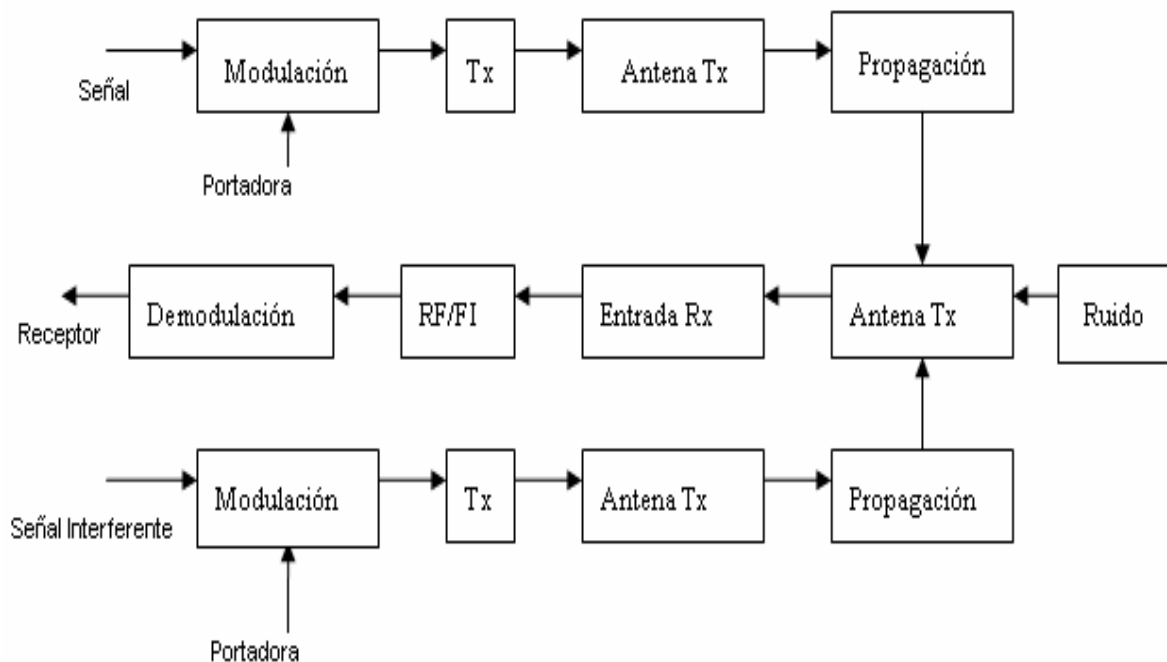 Señal
Modulación
Tx
Antena Tx
Propagación
Portadora
Receptor
Demodulación
RF/FI
Entrada Rx
Antena Tx
Ruido
Señal Interferente
Modulación
Tx
Antena Tx
Propagación
Portadora